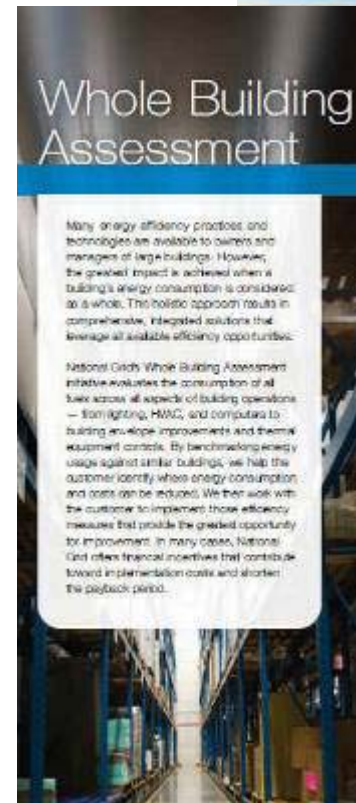 Whole Building
Assessment
Many energy efficiency practices and
technologies are available to owners and
managers of large buildings. However,
the greatest impact is achieved when a
building's energy consumption is considered
as a whole. This holistic approach results in
comprehensive, integrated solutions that
leverage all available efficiency opportunities.
National Grid's Whole Building Assessment
initiative evaluates the consumption of all
fuels across all aspects of building operations
— from lighting, HVAC, and computers to
building envelope improvements and thermal
equipment controls. By benchmarking energy
usage against similar buildings, we help the
customer identify where energy consumption
and costs can be reduced. We then work with
the customer to implement those efficiency
measures that provide the greatest opportunity
for improvement. In many cases, National
Grid offers financial incentives that contribute
toward implementation costs and shorten
the payback period.